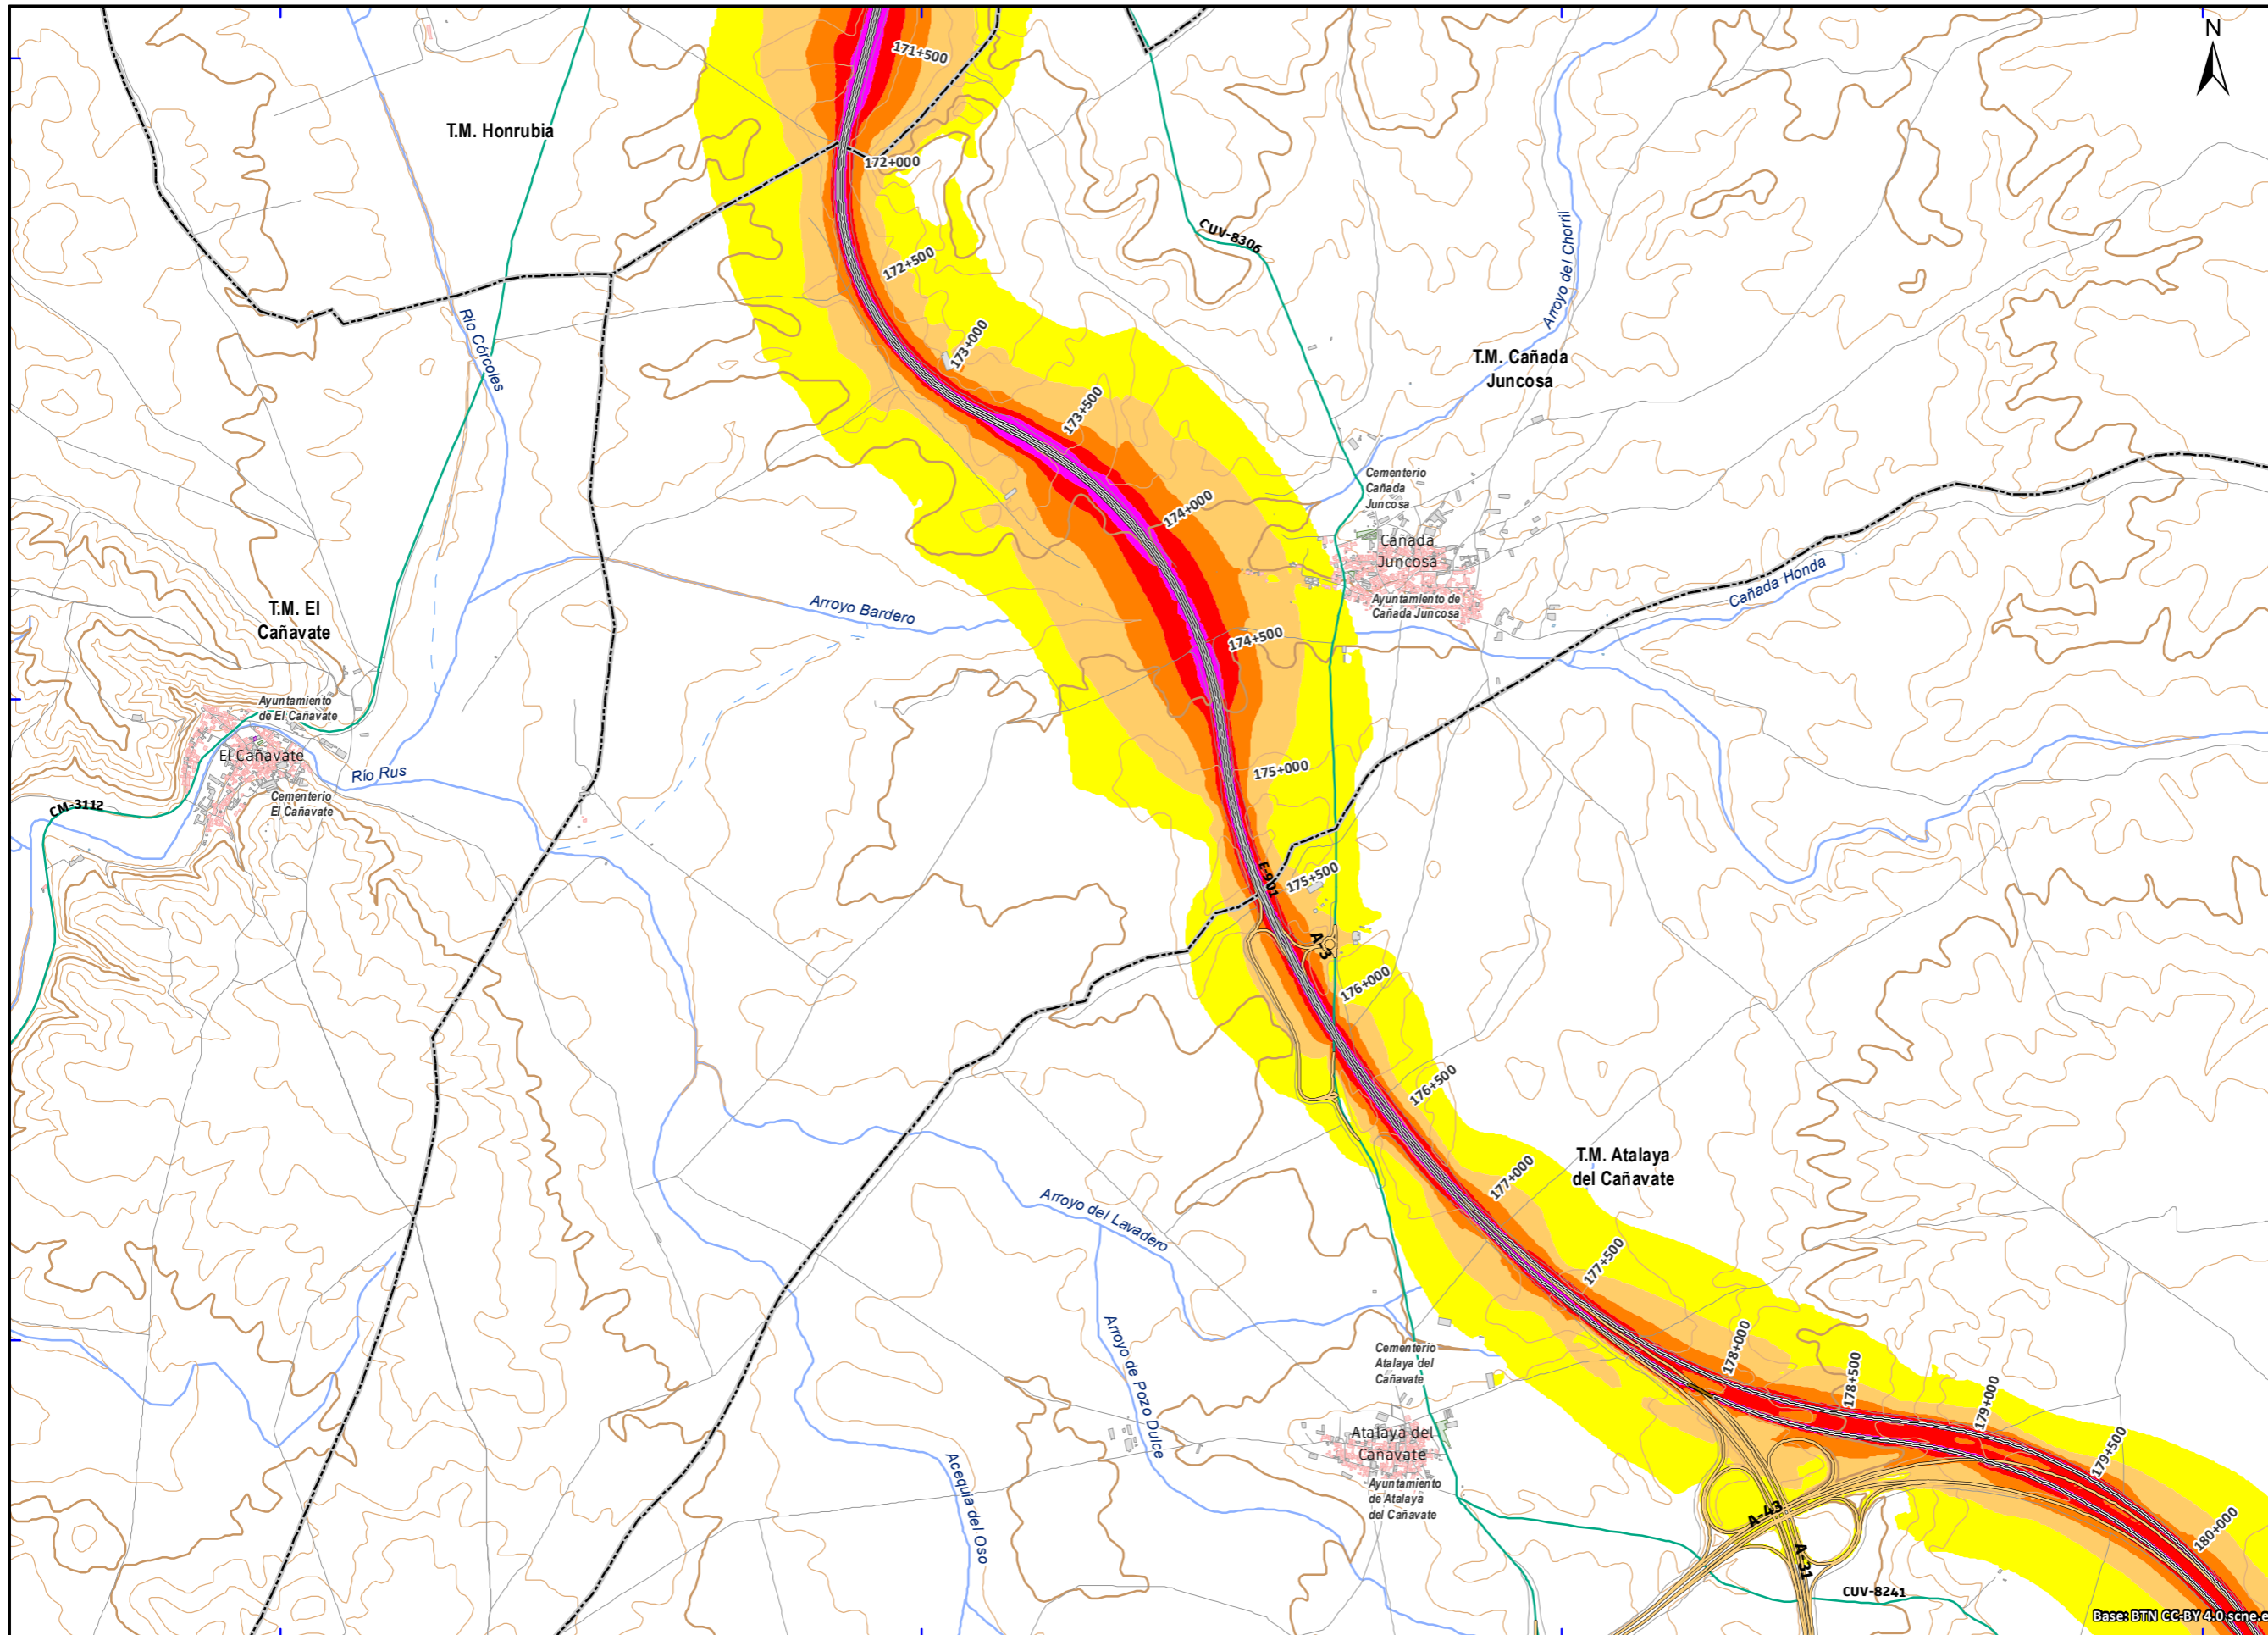 N
171+500
T.M. Honrubia
172+000
CUV-8306
Arroyo del Chorril
172+500
Río Córcoles
173+000
T.M. Cañada
Juncosa
173+500
Cementerio
Cañada
Juncosa
174+000
Cañada
Juncosa
Cañada Honda
Ayuntamiento de
Cañada Juncosa
Arroyo Bardero
T.M. El
Cañavate
174+500
Ayuntamiento
de El Cañavate
El Cañavate
Río Rus
175+000
CM-3112
Cementerio
El Cañavate
E-901
175+500
A-3
176+000
176+500
T.M. Atalaya
del Cañavate
177+000
Arroyo del Lavadero
177+500
Arroyo de Pozo Dulce
178+000
Cementerio
Atalaya del
Cañavate
178+500
179+000
Atalaya del
Cañavate
179+500
Ayuntamiento
de Atalaya
del Cañavate
Acequia del Oso
A-43
180+000
A-31
CUV-8241
Base: BTN CC-BY 4.0 scne.e